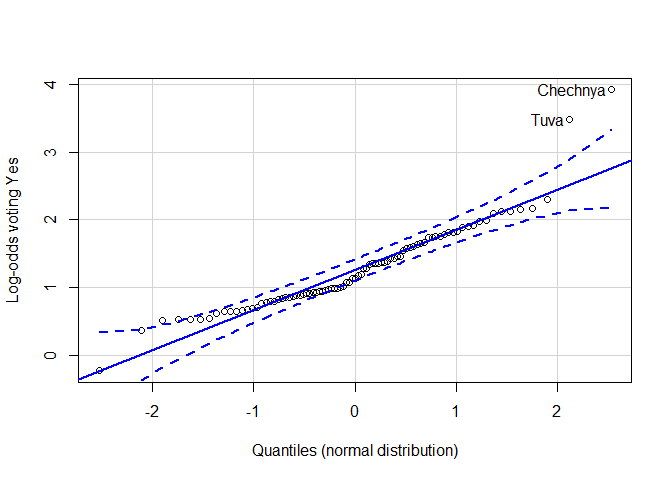 Chechnya
Tuva
4
3
2
1
0
Log-odds voting Yes
-2
-1
0
1
2
Quantiles (normal distribution)